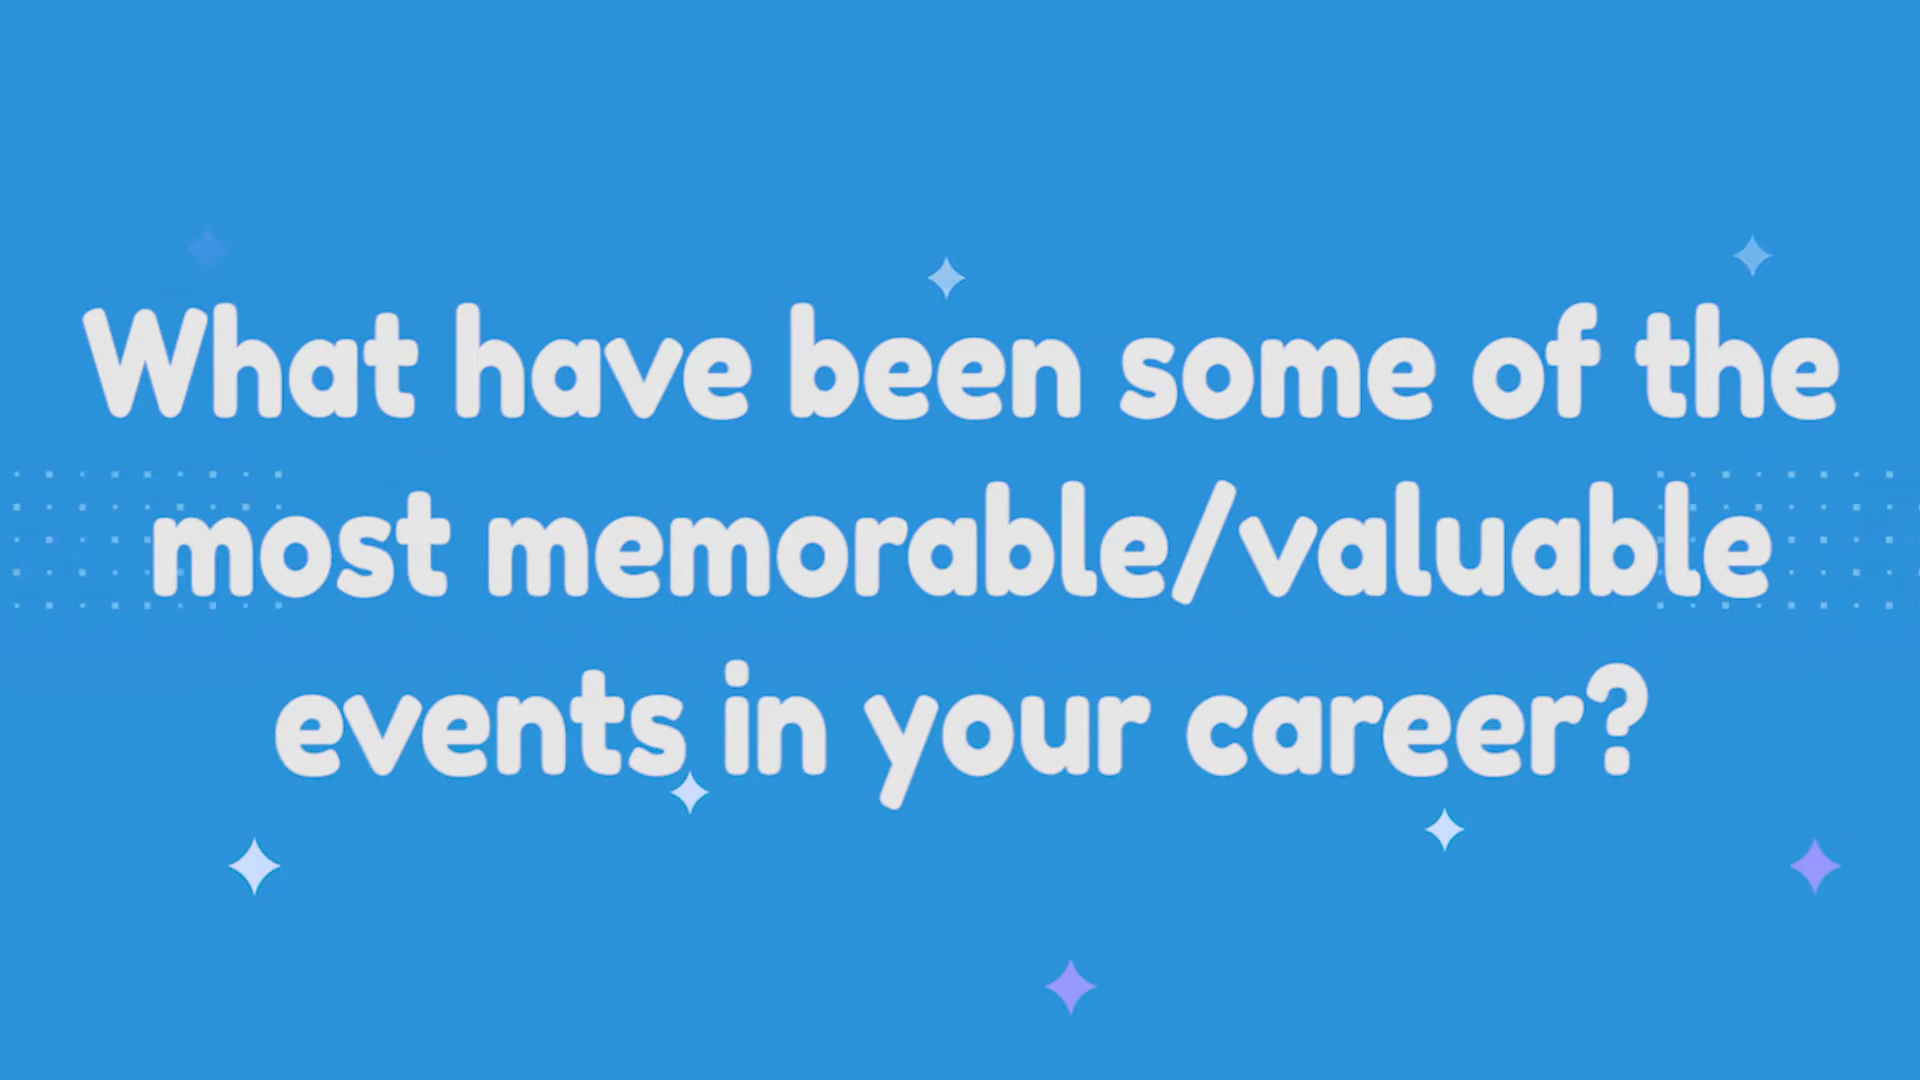 What have been some of the
most memorable/valuable
events in your career?